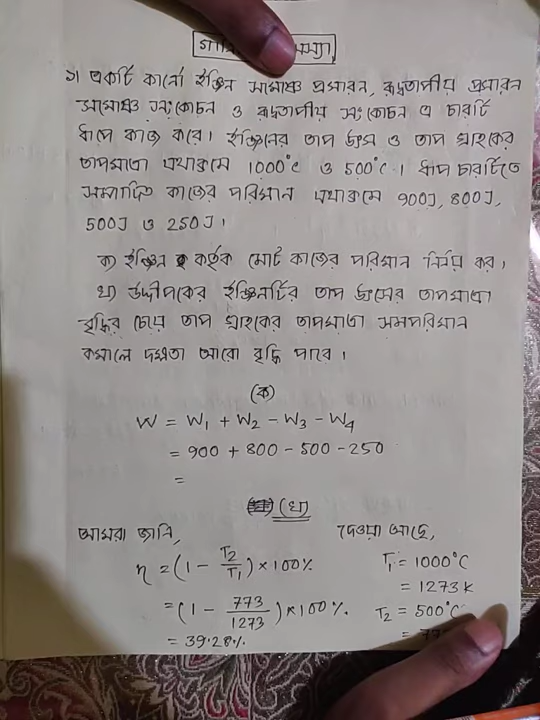 ১। একটি কার্নো ইঞ্জিন সমোষ্ণ প্রসারন, রুদ্ধতাপীয় প্রসারন
সমোষ্ণ সংকোচন ও রুদ্ধতাপীয় সংকোচন এ চারটি
ধাপে কাজ করে। ইঞ্জিনের তাপ উৎস ও তাপ গ্রাহকের
তাপমাত্রা যথাক্রমে 1000°C ও 500°C। ধাপ চারটিতে
সম্পাদিত কাজের পরিমান যথাক্রমে 900J, 800J,
500J ও 250J।
ক) ইঞ্জিন কর্তৃক মোট কাজের পরিমান নির্ণয় কর।
খ) উদ্দীপকের ইঞ্জিনটির তাপ উৎসের তাপমাত্রা
বৃদ্ধির চেয়ে তাপ গ্রাহকের তাপমাত্রা সমপরিমান
কমালে দক্ষতা আরো বৃদ্ধি পাবে।
(ক)
W = W₁ + W₂ - W₃ - W₄
= 900 + 800 - 500 - 250
=
(খ)
আমরা জানি, দেওয়া আছে,
η = (1 - T₂/T₁) × 100% T₁ = 1000°C
= 1273 K
= (1 - 773/1273) × 100% T₂ = 500°C
= 39.28%